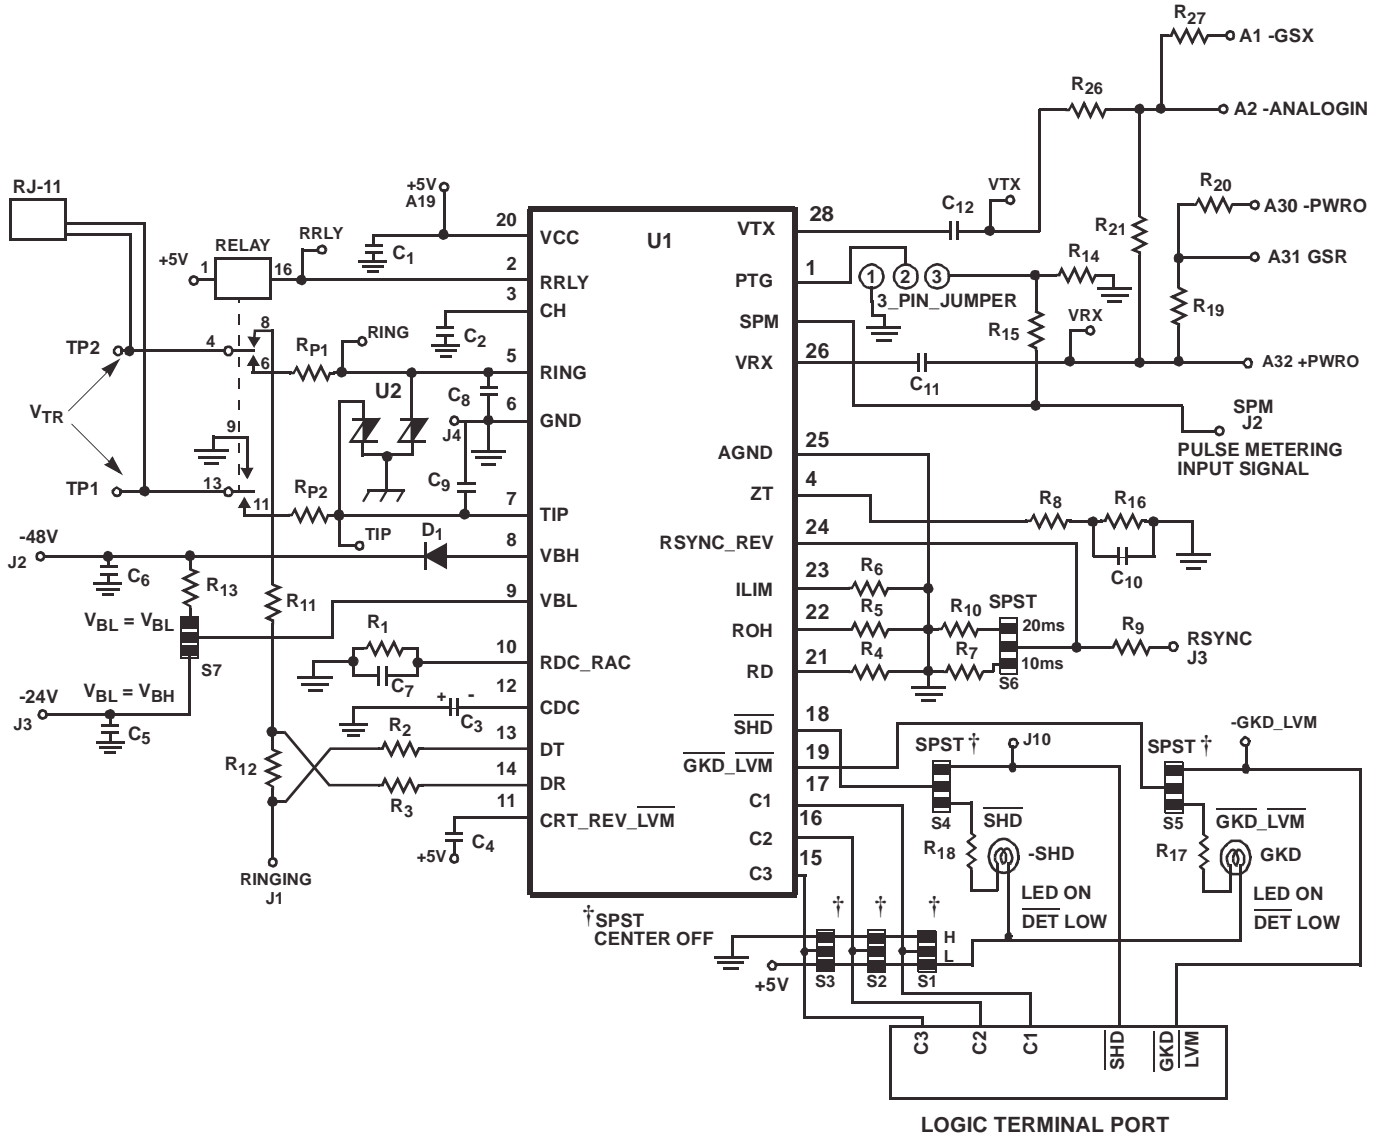 R27
A1 -GSX
R26
A2 -ANALOGIN
RJ-11
+5V
A19
VTX
R20
A30 -PWRO
RRLY
20
VCC
U1
VTX
28
C12
R21
RELAY
C1
+5V
1
16
2
RRLY
PTG
1
1
2
3
R14
A31 GSR
3_PIN_JUMPER
3
CH
SPM
R15
VRX
R19
8
RING
C2
TP2
4
6
RP1
5
RING
VRX
26
C11
A32 +PWRO
U2
C8
6
GND
J4
VTR
SPM
J2
PULSE METERING
INPUT SIGNAL
9
C9
AGND
25
TP1
13
11
RP2
7
TIP
ZT
4
R8
R16
C10
TIP
-48V
D1
8
VBH
RSYNC_REV
24
J2
C6
R13
R11
9
VBL
ILIM
23
R6
SPST
VBL = VBL
S7
R1
C7
10
RDC_RAC
ROH
22
R5
R10
20ms
R9
RSYNC
J3
RD
21
R4
R7
10ms
S6
-24V
VBL = VBH
J3
C5
12
CDC
+
-
C3
SHD
18
R2
13
DT
GKD_LVM
19
SPST †
J10
SPST †
-GKD_LVM
R12
R3
14
DR
17
C1
S4
SHD
S5
GKD_LVM
11
CRT_REV_LVM
16
C2
R18
-SHD
R17
GKD
C4
+5V
15
C3
LED ON
DET LOW
LED ON
DET LOW
RINGING
J1
†SPST
CENTER OFF
†
†
†
H
L
+5V
S3
S2
S1
C3
C2
C1
SHD
GKD
LVM
LOGIC TERMINAL PORT